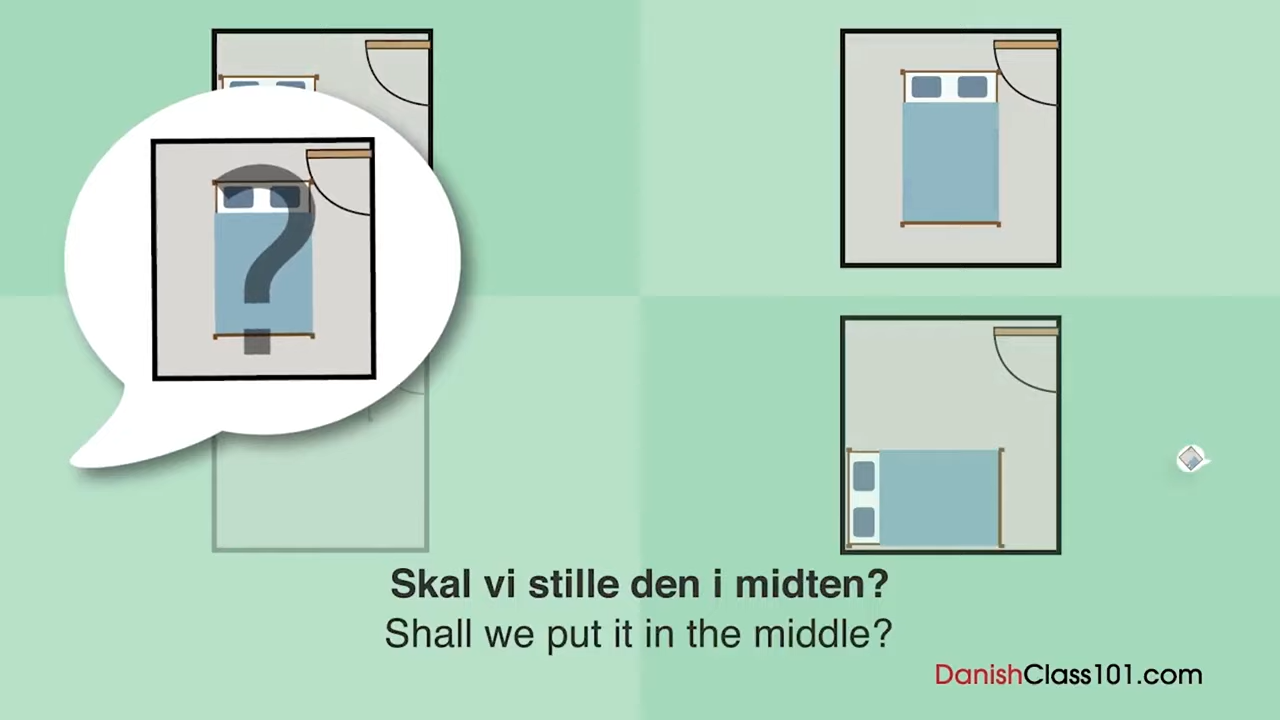 ?
Skal vi stille den i midten?
Shall we put it in the middle?
DanishClass101.com